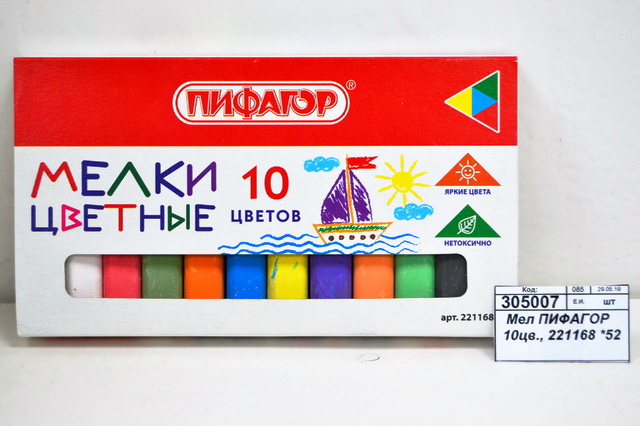 ПИФАГОР®
МЕЛКИ
ЦВЕТНЫЕ
10
ЦВЕТОВ
ЯРКИЕ ЦВЕТА
НЕТОКСИЧНО
арт. 221168
Код: 085 29.05.19
305007 Е.И. шт
Мел ПИФАГОР
10цв., 221168 *52